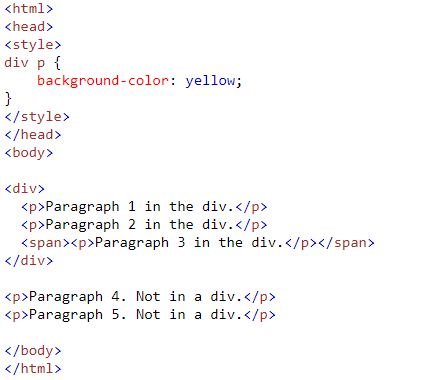 <html>
<head>
<style>
div p {
    background-color: yellow;
}
</style>
</head>
<body>

<div>
  <p>Paragraph 1 in the div.</p>
  <p>Paragraph 2 in the div.</p>
  <span><p>Paragraph 3 in the div.</p></span>
</div>

<p>Paragraph 4. Not in a div.</p>
<p>Paragraph 5. Not in a div.</p>

</body>
</html>